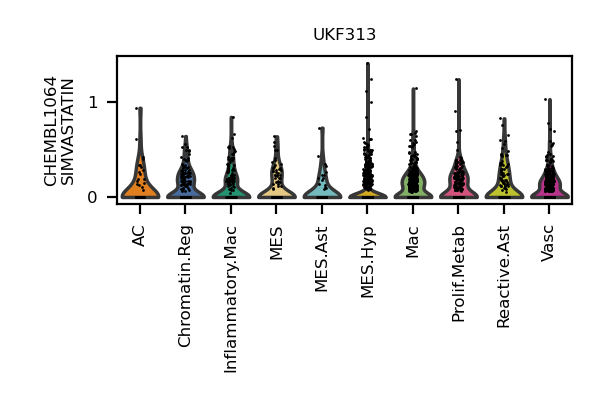 UKF313
CHEMBL1064
SIMVASTATIN
1
0
AC
Chromatin.Reg
Inflammatory.Mac
MES
MES.Ast
MES.Hyp
Mac
Prolif.Metab
Reactive.Ast
Vasc